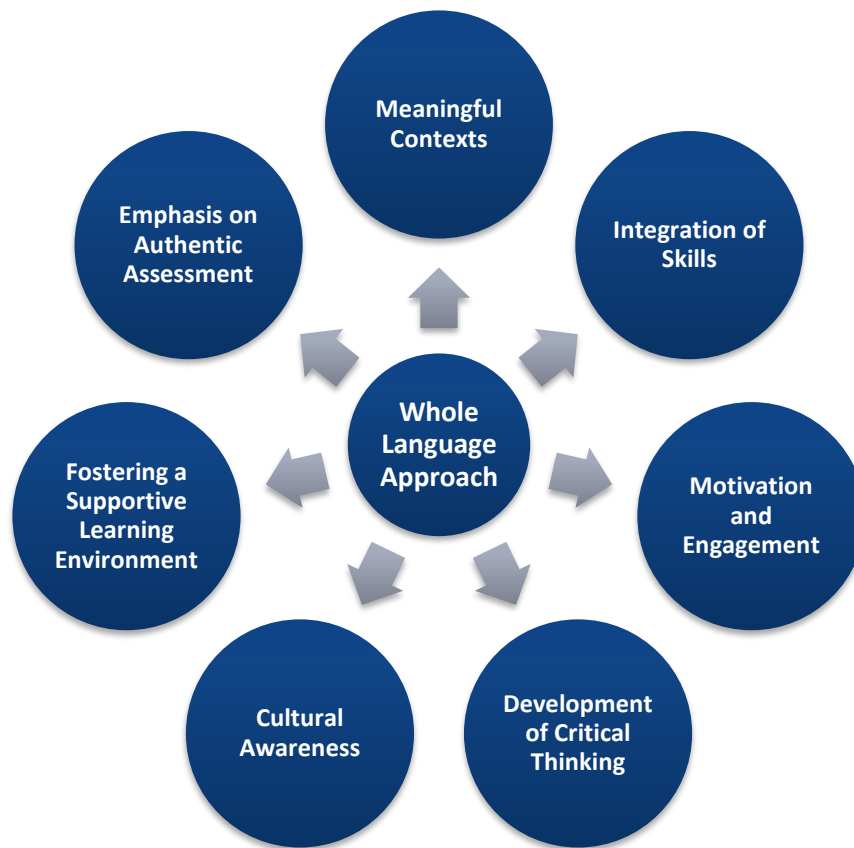 Meaningful
Contexts
Integration of
Skills
Motivation
and
Engagement
Development
of Critical
Thinking
Cultural
Awareness
Fostering a
Supportive
Learning
Environment
Emphasis on
Authentic
Assessment
Whole
Language
Approach